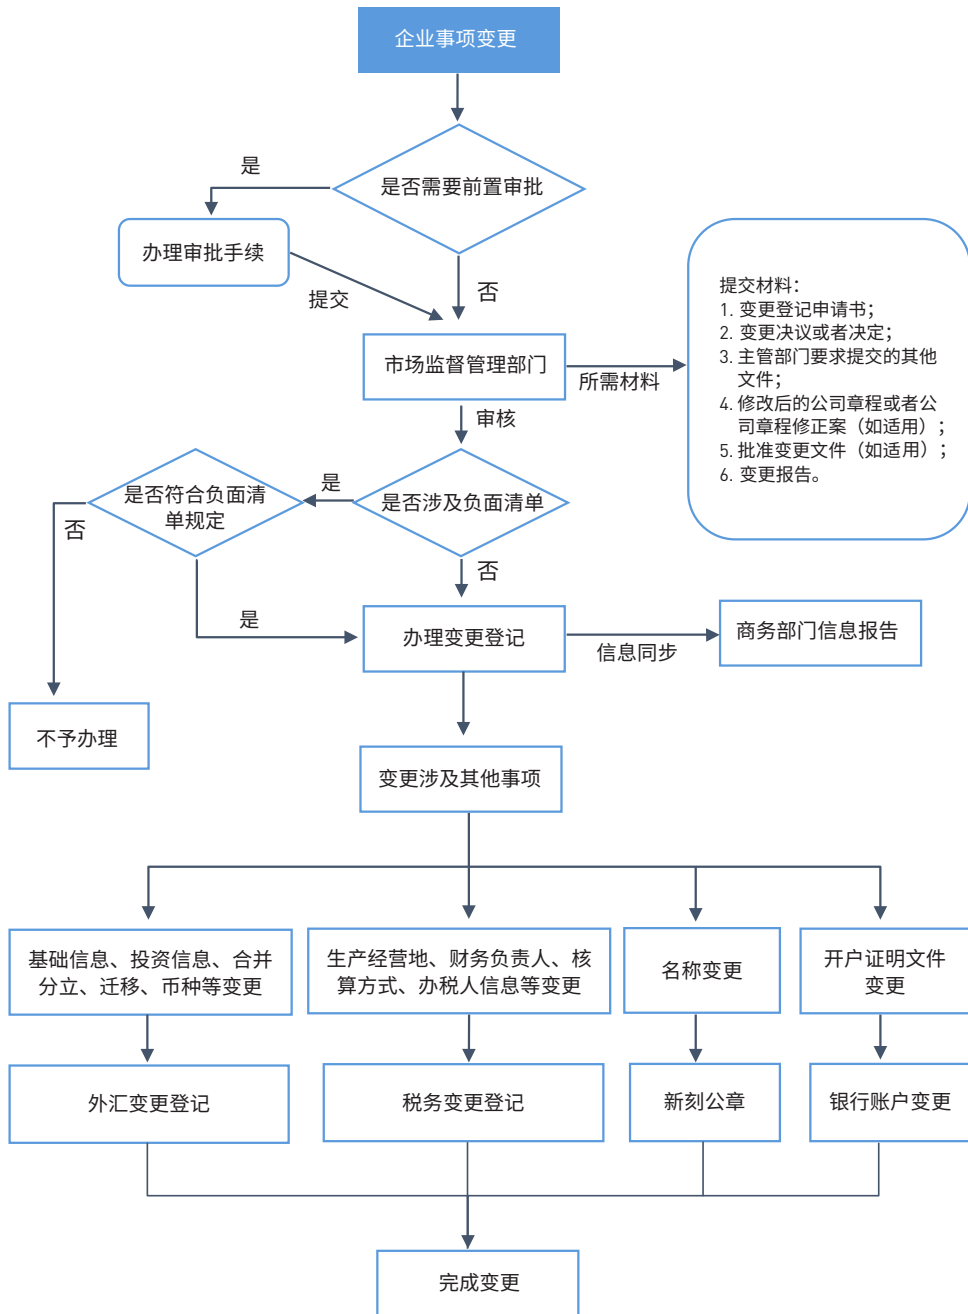 企业事项变更
是
是否需要前置审批
办理审批手续
提交
否
提交材料：
1. 变更登记申请书；
2. 变更决议或者决定；
3. 主管部门要求提交的其他
文件；
4. 修改后的公司章程或者公
司章程修正案（如适用）；
5. 批准变更文件（如适用）；
6. 变更报告。
市场监督管理部门
所需材料
审核
是否符合负面清
单规定
是
是否涉及负面清单
否
否
是
办理变更登记
信息同步
商务部门信息报告
不予办理
变更涉及其他事项
基础信息、投资信息、合并
分立、迁移、币种等变更
生产经营地、财务负责人、核
算方式、办税人信息等变更
名称变更
开户证明文件
变更
外汇变更登记
税务变更登记
新刻公章
银行账户变更
完成变更